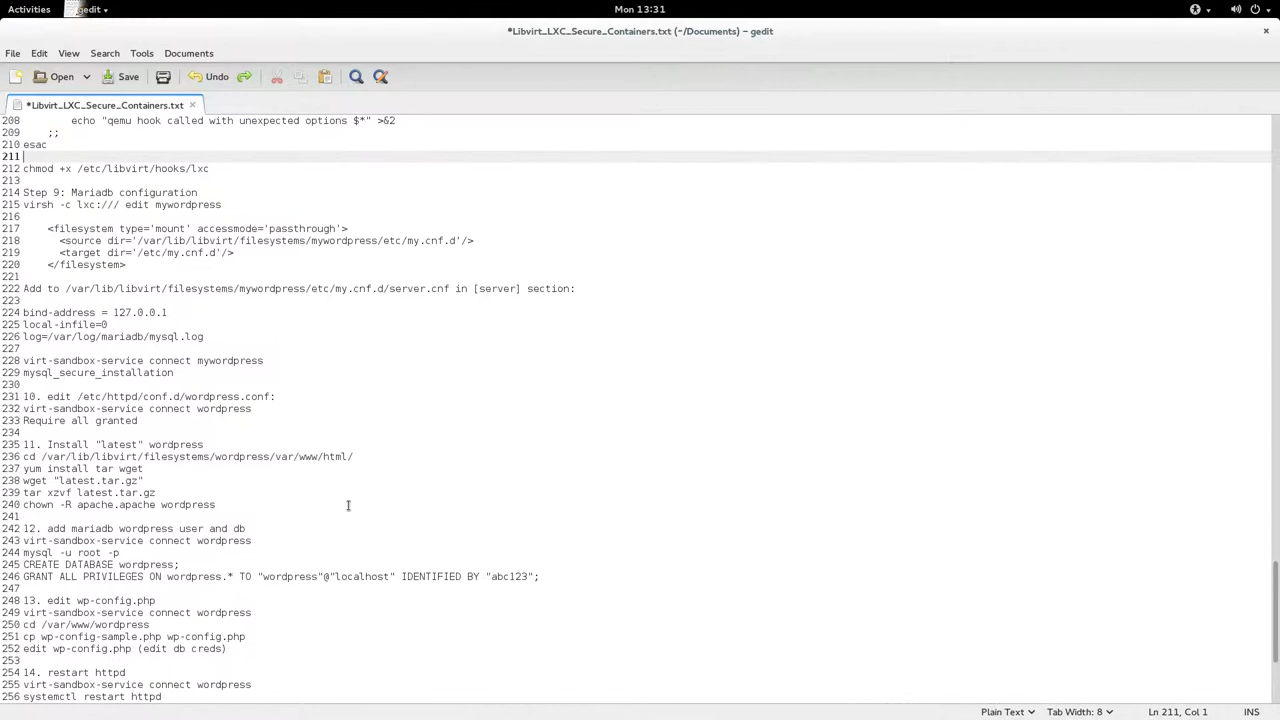 Activities gedit Mon 13:31
*Libvirt_LXC_Secure_Containers.txt (~/Documents) – gedit
File Edit View Search Tools Documents
Open Save Undo
*Libvirt_LXC_Secure_Containers.txt
208         echo "qemu hook called with unexpected options $*" >&2
209     ;;
210 esac
211
212 chmod +x /etc/libvirt/hooks/lxc
213
214 Step 9: Mariadb configuration
215 virsh -c lxc:/// edit mywordpress
216
217     <filesystem type='mount' accessmode='passthrough'>
218       <source dir='/var/lib/libvirt/filesystems/mywordpress/etc/my.cnf.d'/>
219       <target dir='/etc/my.cnf.d'/>
220     </filesystem>
221
222 Add to /var/lib/libvirt/filesystems/mywordpress/etc/my.cnf.d/server.cnf in [server] section:
223
224 bind-address = 127.0.0.1
225 local-infile=0
226 log=/var/log/mariadb/mysql.log
227
228 virt-sandbox-service connect mywordpress
229 mysql_secure_installation
230
231 10. edit /etc/httpd/conf.d/wordpress.conf:
232 virt-sandbox-service connect wordpress
233 Require all granted
234
235 11. Install "latest" wordpress
236 cd /var/lib/libvirt/filesystems/wordpress/var/www/html/
237 yum install tar wget
238 wget "latest.tar.gz"
239 tar xzvf latest.tar.gz
240 chown -R apache.apache wordpress
241
242 12. add mariadb wordpress user and db
243 virt-sandbox-service connect wordpress
244 mysql -u root -p
245 CREATE DATABASE wordpress;
246 GRANT ALL PRIVILEGES ON wordpress.* TO "wordpress"@"localhost" IDENTIFIED BY "abc123";
247
248 13. edit wp-config.php
249 virt-sandbox-service connect wordpress
250 cd /var/www/wordpress
251 cp wp-config-sample.php wp-config.php
252 edit wp-config.php (edit db creds)
253
254 14. restart httpd
255 virt-sandbox-service connect wordpress
256 systemctl restart httpd
Plain Text Tab Width: 8 Ln 211, Col 1 INS